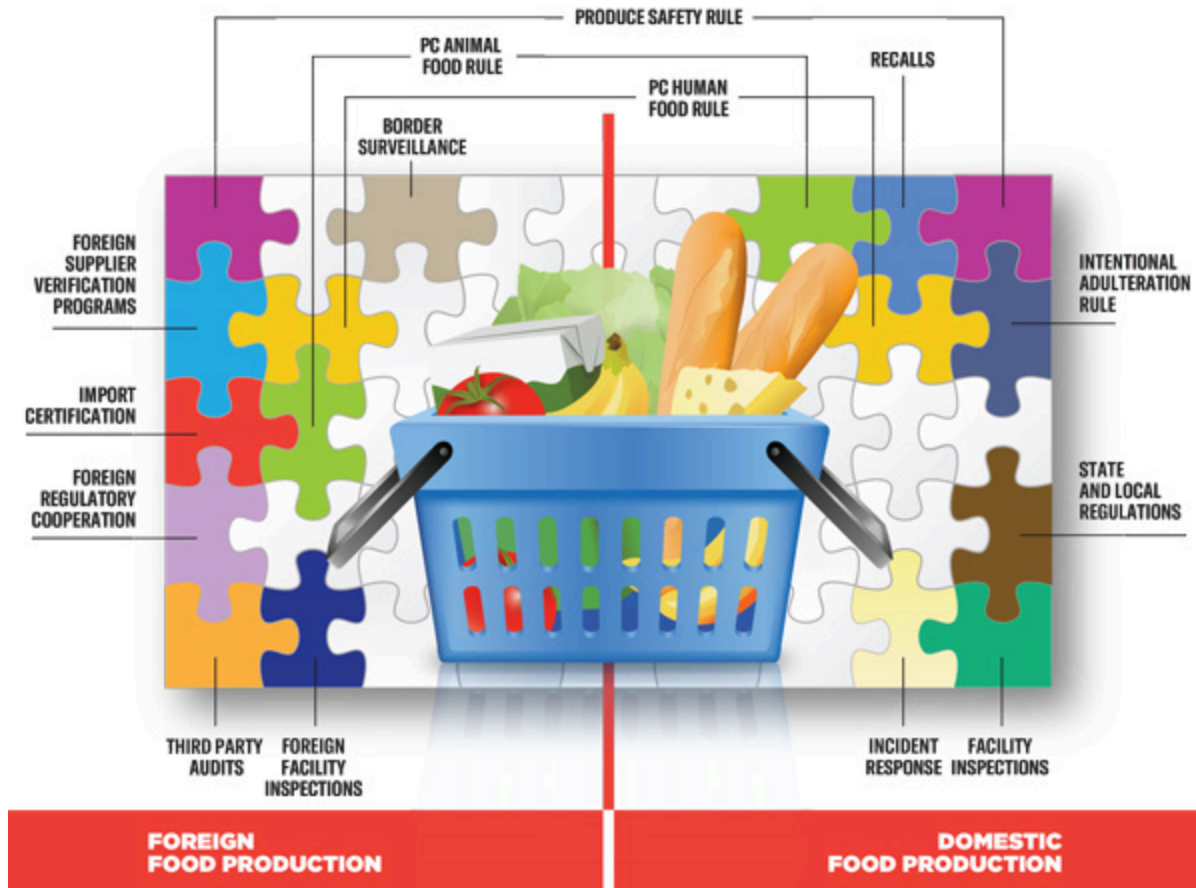 PRODUCE SAFETY RULE
PC ANIMAL
FOOD RULE
RECALLS
PC HUMAN
FOOD RULE
BORDER
SURVEILLANCE
FOREIGN
SUPPLIER
VERIFICATION
PROGRAMS
INTENTIONAL
ADULTERATION
RULE
IMPORT
CERTIFICATION
FOREIGN
REGULATORY
COOPERATION
STATE
AND LOCAL
REGULATIONS
THIRD PARTY
AUDITS
FOREIGN
FACILITY
INSPECTIONS
INCIDENT
RESPONSE
FACILITY
INSPECTIONS
FOREIGN
FOOD PRODUCTION
DOMESTIC
FOOD PRODUCTION